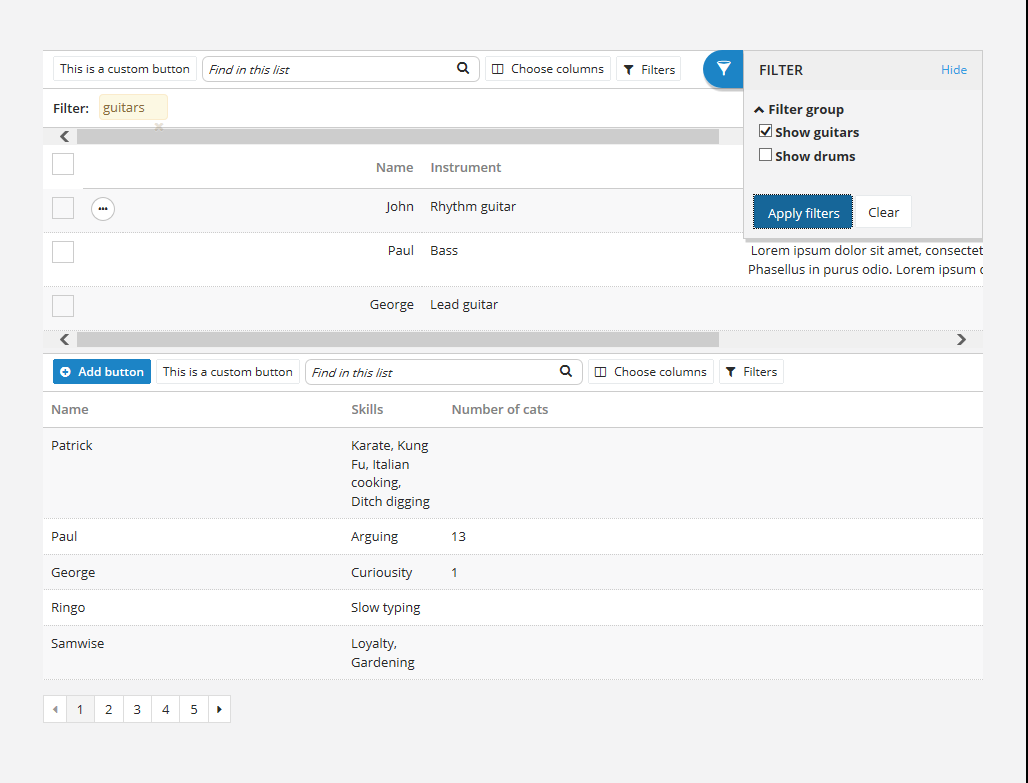 This is a custom button Find in this list Choose columns Filters FILTER Hide
Filter: guitars
Filter group
Show guitars
Show drums
Apply filters Clear
Name Instrument
John Rhythm guitar
Paul Bass Lorem ipsum dolor sit amet, consectet
Phasellus in purus odio. Lorem ipsum
George Lead guitar
Add button This is a custom button Find in this list Choose columns Filters
Name Skills Number of cats
Patrick Karate, Kung
Fu, Italian
cooking,
Ditch digging
Paul Arguing 13
George Curiousity 1
Ringo Slow typing
Samwise Loyalty,
Gardening
1 2 3 4 5